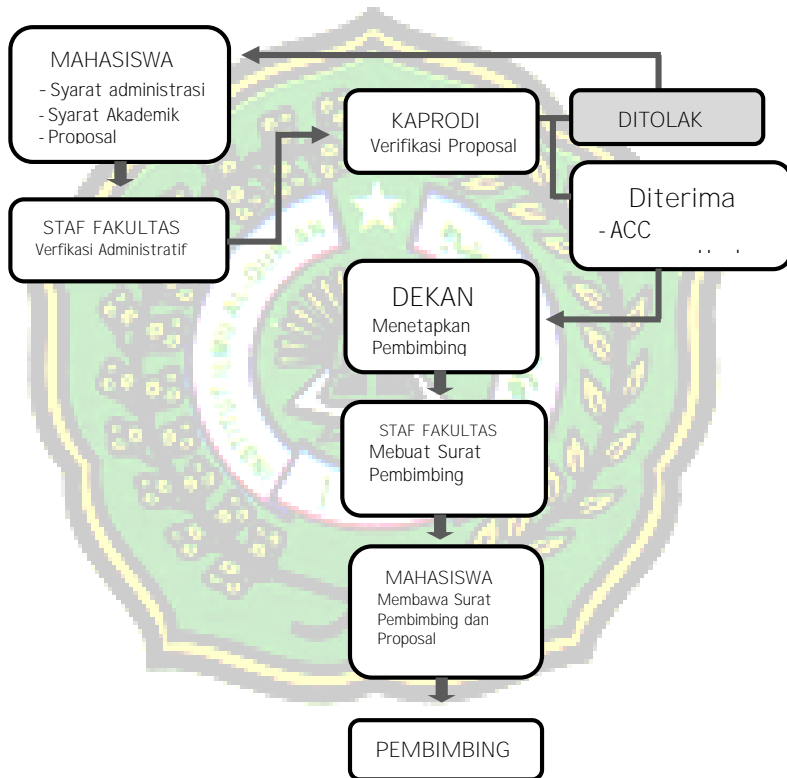 MAHASISWA
- Syarat administrasi
- Syarat Akademik
- Proposal
STAF FAKULTAS
Verfikasi Administratif
KAPRODI
Verifikasi Proposal
DITOLAK
Diterima
- ACC
DEKAN
Menetapkan
Pembimbing
STAF FAKULTAS
Mebuat Surat
Pembimbing
MAHASISWA
Membawa Surat
Pembimbing dan
Proposal
PEMBIMBING